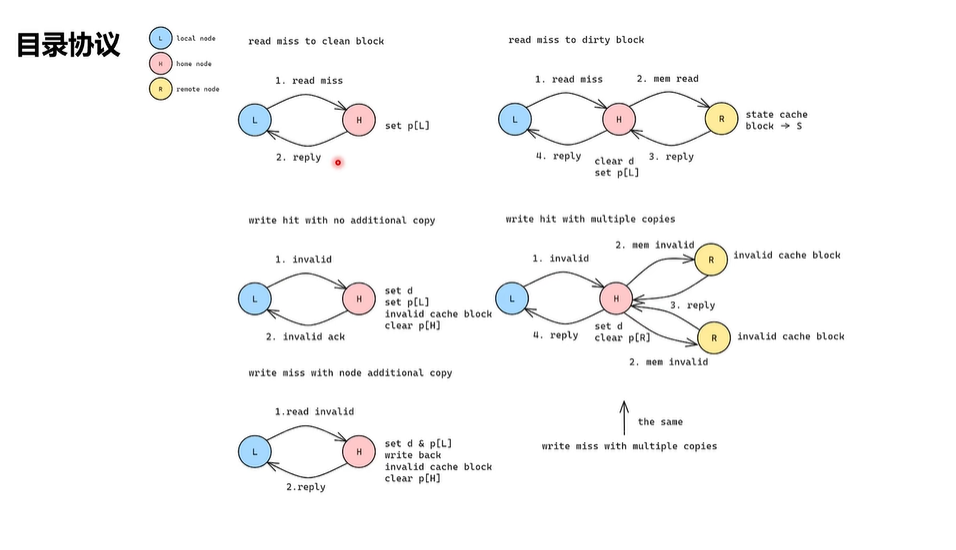 目录协议
L local node
H home node
R remote node
read miss to clean block
1. read miss
L
H
set p[L]
2. reply
read miss to dirty block
1. read miss
2. mem read
L
H
R
state cache
block → S
4. reply
clear d
set p[L]
3. reply
write hit with no additional copy
1. invalid
L
H
set d
set p[L]
invalid cache block
clear p[H]
2. invalid ack
write hit with multiple copies
1. invalid
2. mem invalid
R
invalid cache block
L
H
3. reply
4. reply
set d
clear p[R]
R
invalid cache block
2. mem invalid
write miss with node additional copy
1.read invalid
L
H
set d & p[L]
write back
invalid cache block
clear p[H]
2.reply
the same
write miss with multiple copies